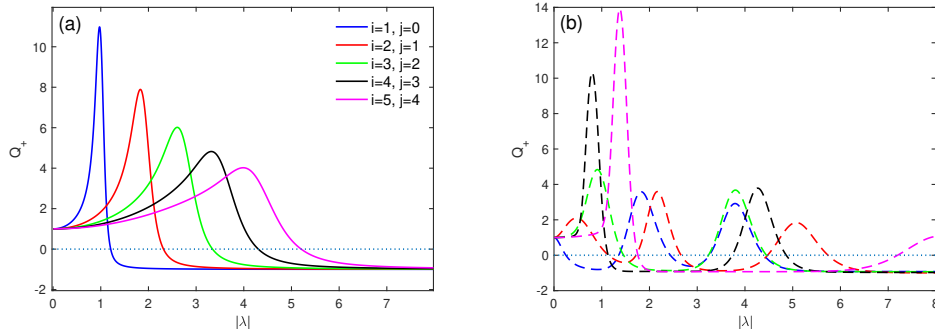 (a)
i=1, j=0
i=2, j=1
i=3, j=2
i=4, j=3
i=5, j=4
10
8
6
4
2
0
-2
Q+
0 1 2 3 4 5 6 7
|λ|
(b)
14
12
10
8
6
4
2
0
-2
Q+
0 1 2 3 4 5 6 7 8
|λ|